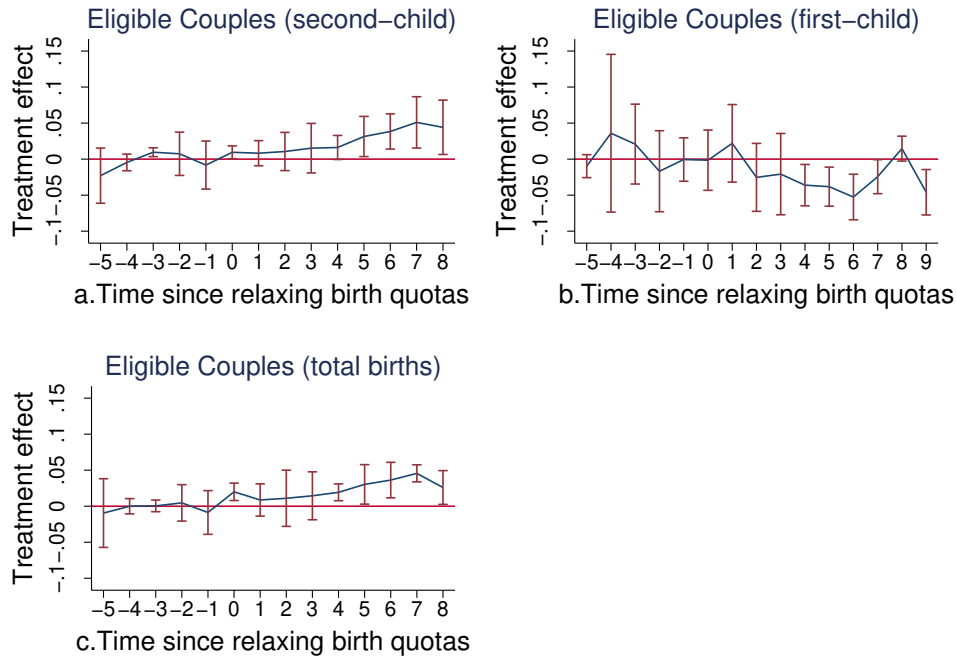 Eligible Couples (second−child)
Treatment effect
.15
.1
.05
0
−.05
−.1
−5 −4 −3 −2 −1 0 1 2 3 4 5 6 7 8
a.Time since relaxing birth quotas
Eligible Couples (first−child)
Treatment effect
.15
.1
.05
0
−.05
−.1
−5 −4 −3 −2 −1 0 1 2 3 4 5 6 7 8 9
b.Time since relaxing birth quotas
Eligible Couples (total births)
Treatment effect
.15
.1
.05
0
−.05
−.1
−5 −4 −3 −2 −1 0 1 2 3 4 5 6 7 8
c.Time since relaxing birth quotas